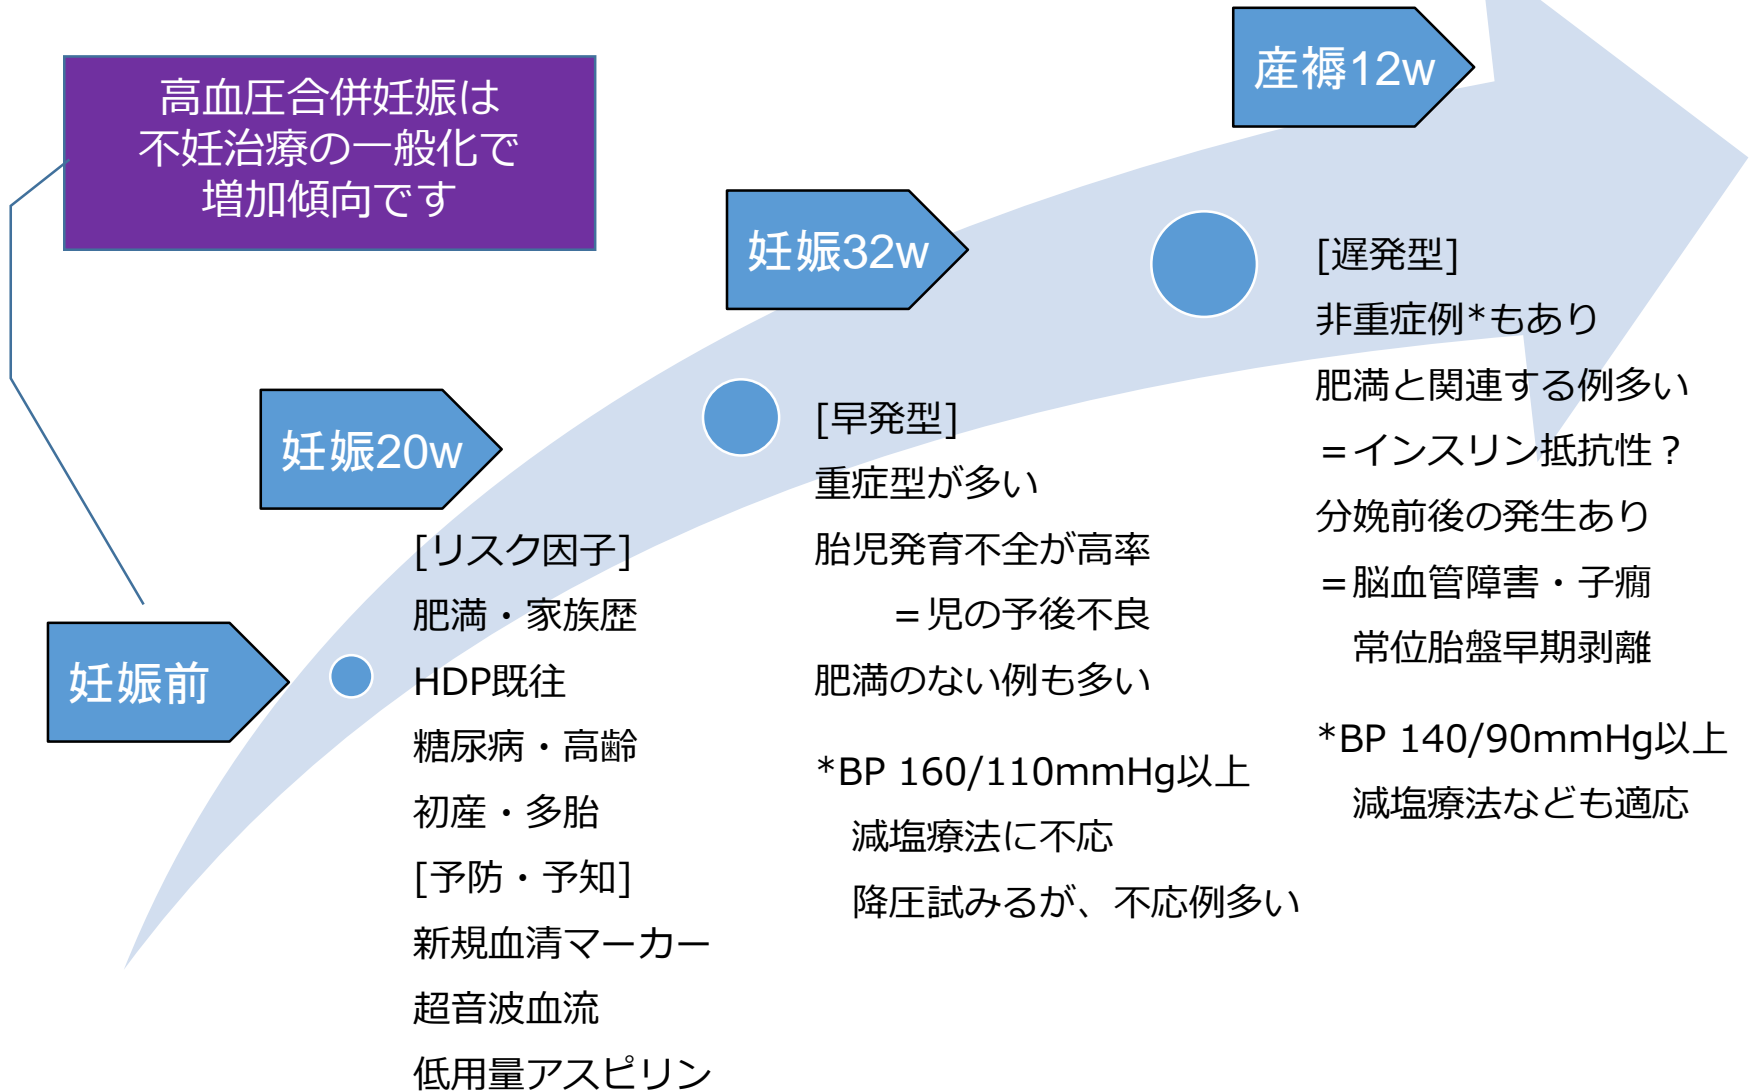 高血圧合併妊娠は
不妊治療の一般化で
増加傾向です
妊娠前
妊娠20w
妊娠32w
産褥12w
[リスク因子]
肥満・家族歴
HDP既往
糖尿病・高齢
初産・多胎
[予防・予知]
新規血清マーカー
超音波血流
低用量アスピリン
[早発型]
重症型が多い
胎児発育不全が高率
＝児の予後不良
肥満のない例も多い
*BP 160/110mmHg以上
減塩療法に不応
降圧試みるが、不応例多い
[遅発型]
非重症例*もあり
肥満と関連する例多い
＝インスリン抵抗性？
分娩前後の発生あり
＝脳血管障害・子癇
常位胎盤早期剥離
*BP 140/90mmHg以上
減塩療法なども適応